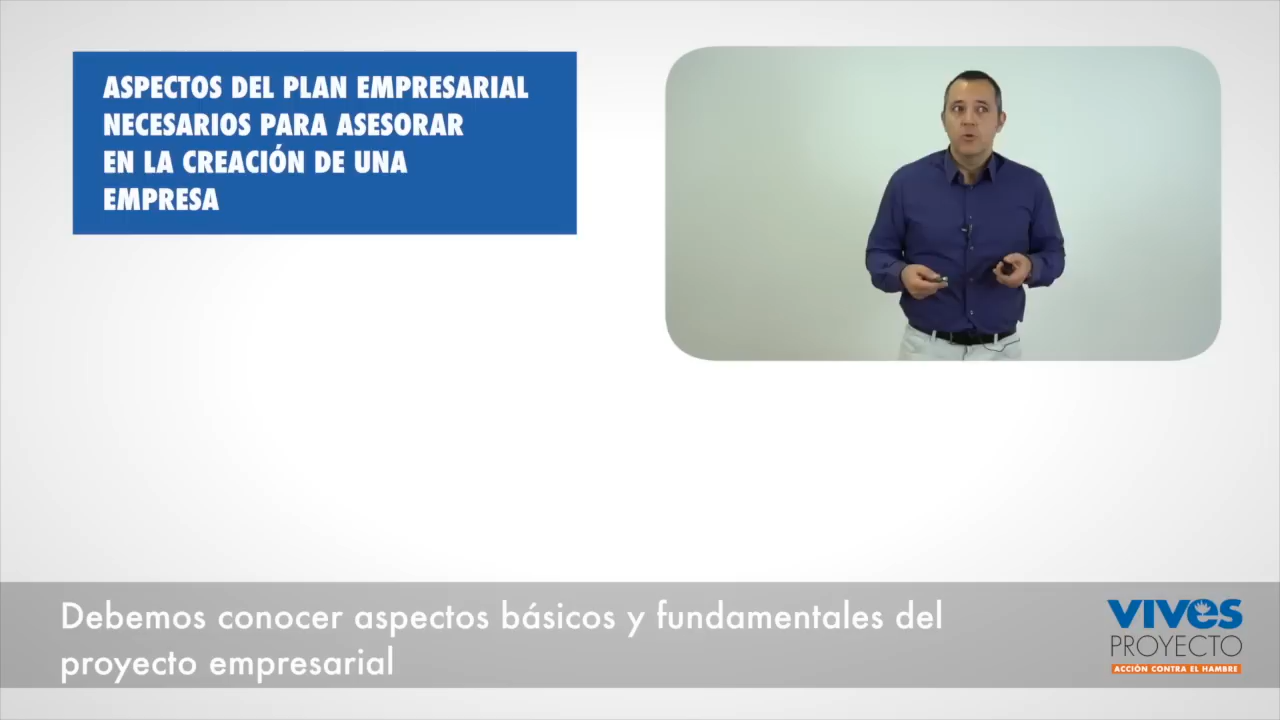 ASPECTOS DEL PLAN EMPRESARIAL
NECESARIOS PARA ASESORAR
EN LA CREACIÓN DE UNA
EMPRESA
Debemos conocer aspectos básicos y fundamentales del
proyecto empresarial
VIVES
PROYECTO
ACCIÓN CONTRA EL HAMBRE